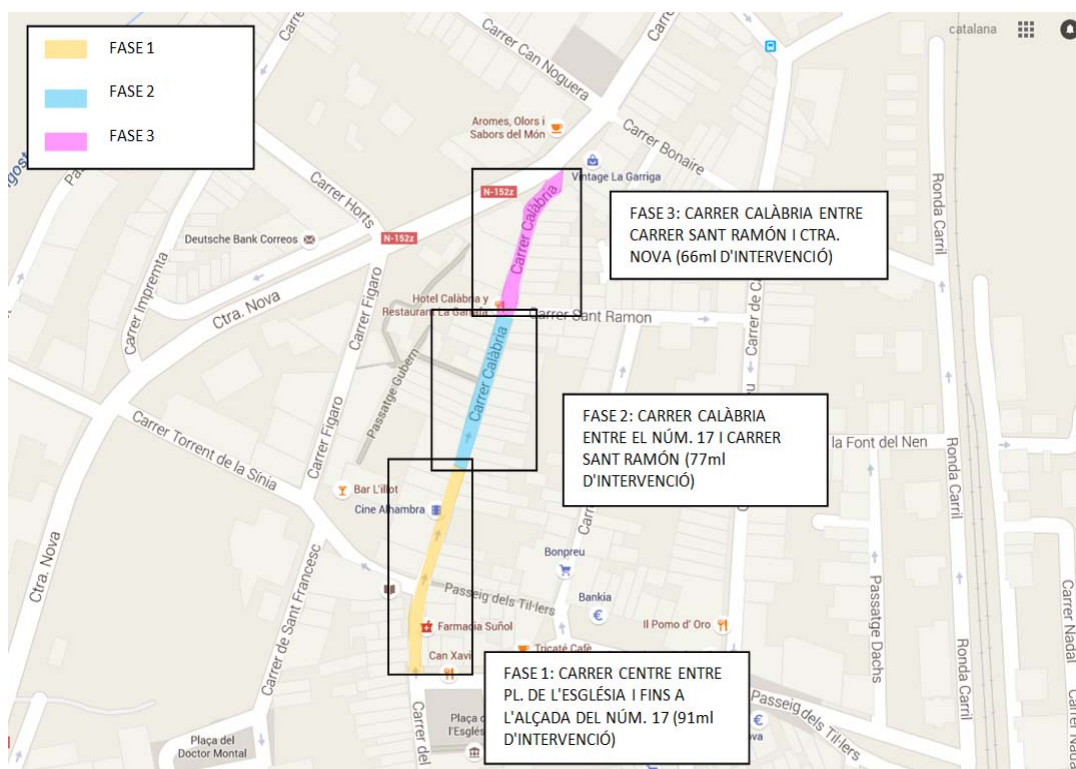 FASE 1
FASE 2
FASE 3
catalana
Carrer Can Noguera
Aromes, Olors i
Sabors del Món
Carrer Bonaire
Vintage La Garriga
N-152z
Carrer Horts
Deutsche Bank Correos
N-152z
Carrer Impremta
Ctra. Nova
Carrer Figaro
Carrer Calàbria
FASE 3: CARRER CALÀBRIA ENTRE
CARRER SANT RAMÓN I CTRA.
NOVA (66ml D'INTERVENCIÓ)
Ronda Carril
Hotel Calàbria y
Restaurant La Garriga
Carrer Sant Ramon
Carrer Calàbria
Passatge Gubern
Carrer Figaro
Carrer Torrent de la Sínia
FASE 2: CARRER CALÀBRIA
ENTRE EL NÚM. 17 I CARRER
SANT RAMÓN (77ml
D'INTERVENCIÓ)
la Font del Nen
Ronda Carril
Bar L'illot
Cine Alhambra
Ctra. Nova
Carrer de Sant Francesc
Passeig dels Til·lers
Bonpreu
Bankia
Il Pomo d' Oro
Passatge Dachs
Ronda Carril
Carrer Nadal
Farmacia Suñol
Can Xavi
Tricaté Cafè
FASE 1: CARRER CENTRE ENTRE
PL. DE L'ESGLÉSIA I FINS A
L'ALÇADA DEL NÚM. 17 (91ml
D'INTERVENCIÓ)
Passeig dels Til·lers
Plaça del
Doctor Montal
Carrer del